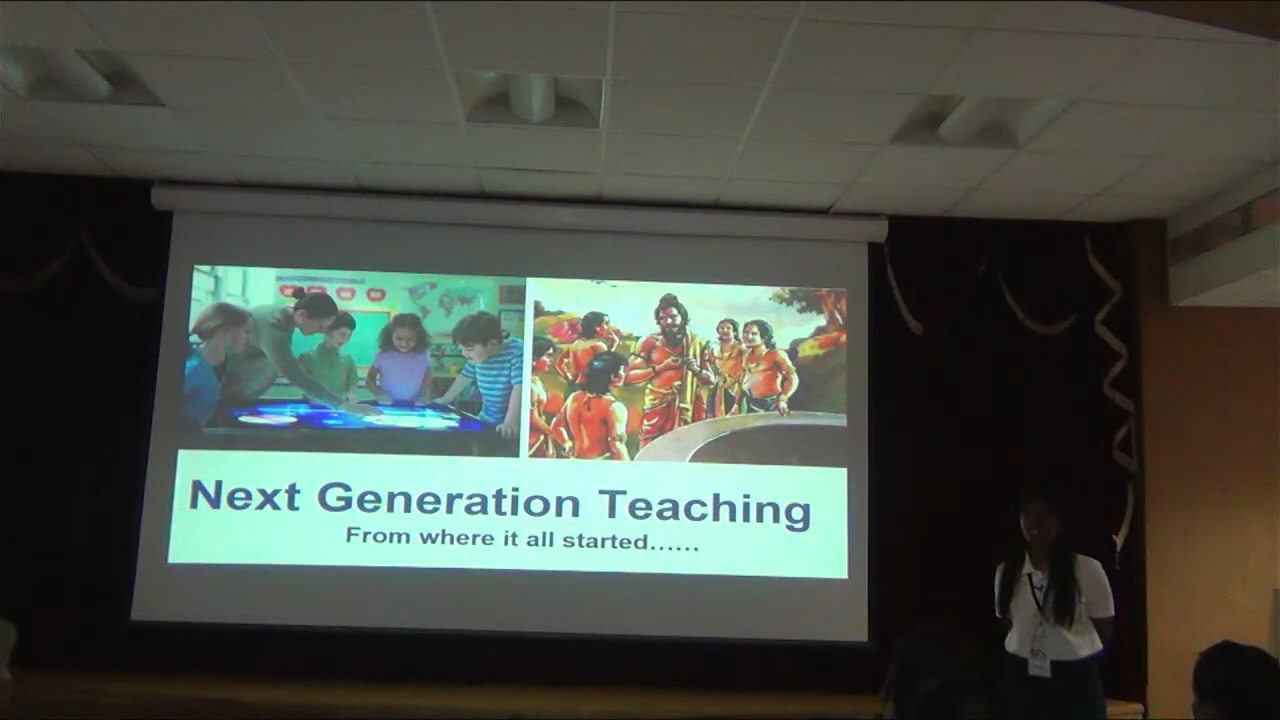 Next Generation Teaching
From where it all started......